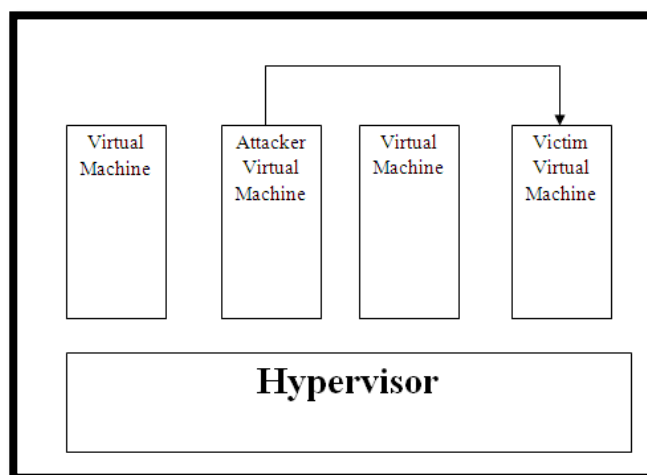 Virtual
Machine
Attacker
Virtual
Machine
Virtual
Machine
Victim
Virtual
Machine
Hypervisor